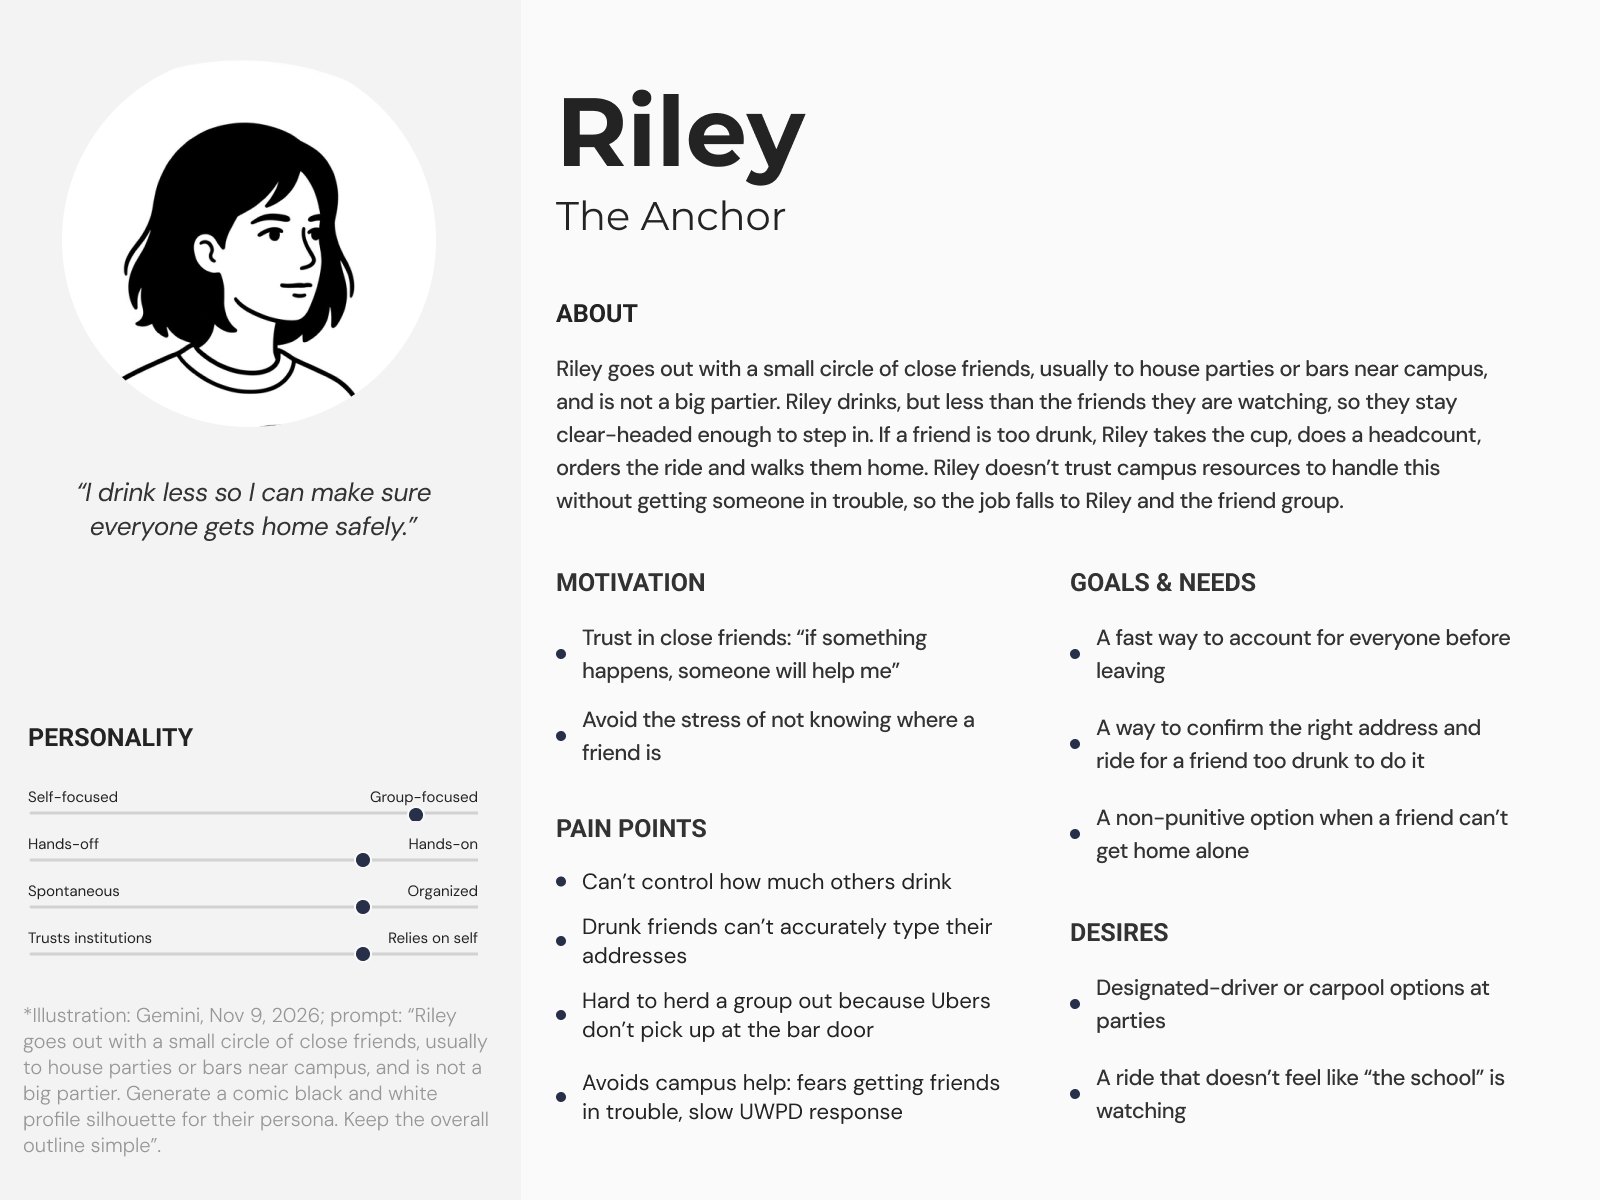 “I drink less so I can make sure
everyone gets home safely.”
PERSONALITY
Self-focused Group-focused
Hands-off Hands-on
Spontaneous Organized
Trusts institutions Relies on self
*Illustration: Gemini, Nov 9, 2026; prompt: “Riley
goes out with a small circle of close friends, usually
to house parties or bars near campus, and is not a
big partier. Generate a comic black and white
profile silhouette for their persona. Keep the overall
outline simple”.
Riley
The Anchor
ABOUT
Riley goes out with a small circle of close friends, usually to house parties or bars near campus,
and is not a big partier. Riley drinks, but less than the friends they are watching, so they stay
clear-headed enough to step in. If a friend is too drunk, Riley takes the cup, does a headcount,
orders the ride and walks them home. Riley doesn’t trust campus resources to handle this
without getting someone in trouble, so the job falls to Riley and the friend group.
MOTIVATION
Trust in close friends: “if something
happens, someone will help me”
Avoid the stress of not knowing where a
friend is
PAIN POINTS
Can’t control how much others drink
Drunk friends can’t accurately type their
addresses
Hard to herd a group out because Ubers
don’t pick up at the bar door
Avoids campus help: fears getting friends
in trouble, slow UWPD response
GOALS & NEEDS
A fast way to account for everyone before
leaving
A way to confirm the right address and
ride for a friend too drunk to do it
A non-punitive option when a friend can’t
get home alone
DESIRES
Designated-driver or carpool options at
parties
A ride that doesn’t feel like “the school” is
watching